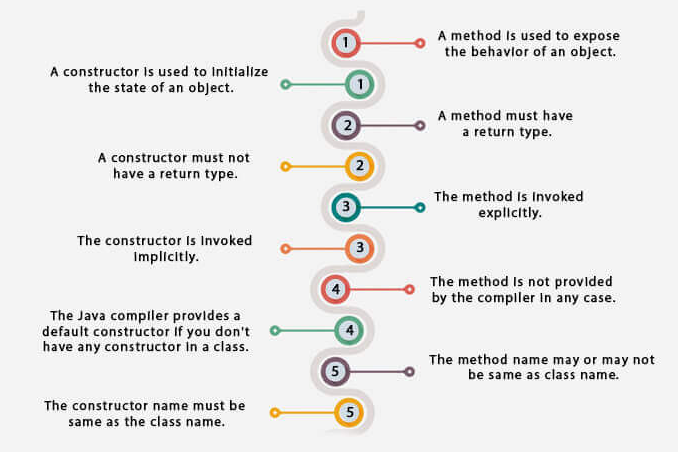 1
A method is used to expose
the behavior of an object.
A constructor is used to initialize
the state of an object.
1
2
A method must have
a return type.
A constructor must not
have a return type.
2
3
The method is invoked
explicitly.
The constructor is invoked
implicitly.
3
4
The method is not provided
by the compiler in any case.
The Java compiler provides a
default constructor if you don't
have any constructor in a class.
4
5
The method name may or may not
be same as class name.
The constructor name must be
same as the class name.
5